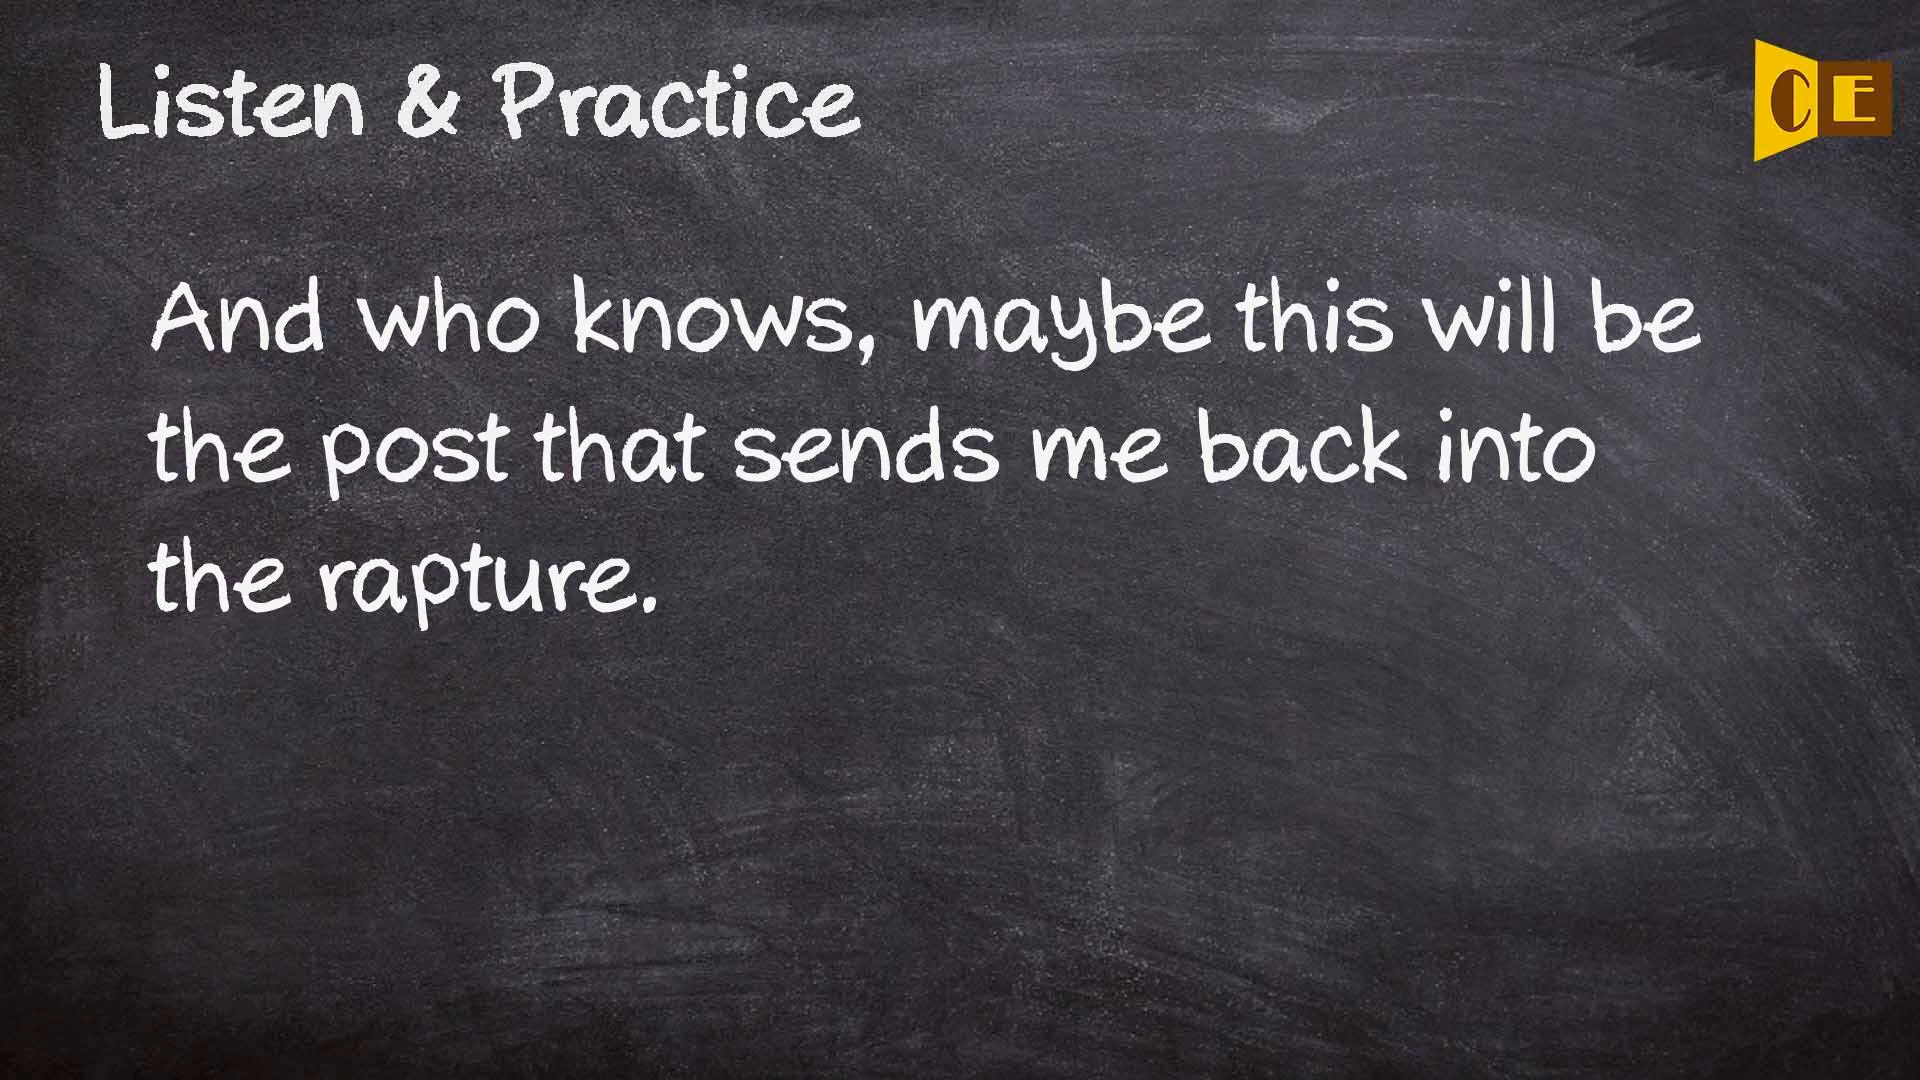 Listen & Practice
CE
And who knows, maybe this will be
the post that sends me back into
the rapture.